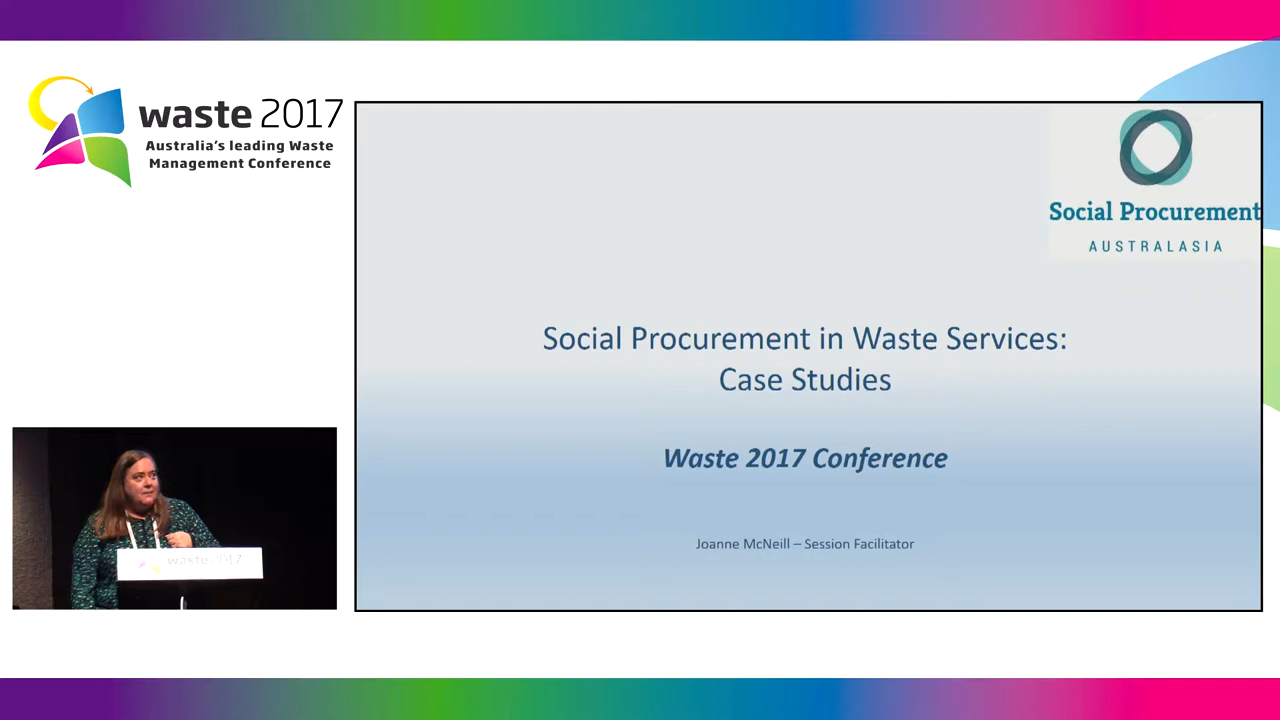 waste 2017
Australia's leading Waste
Management Conference
Social Procurement
AUSTRALASIA
Social Procurement in Waste Services:
Case Studies
Waste 2017 Conference
Joanne McNeill – Session Facilitator
waste 2017